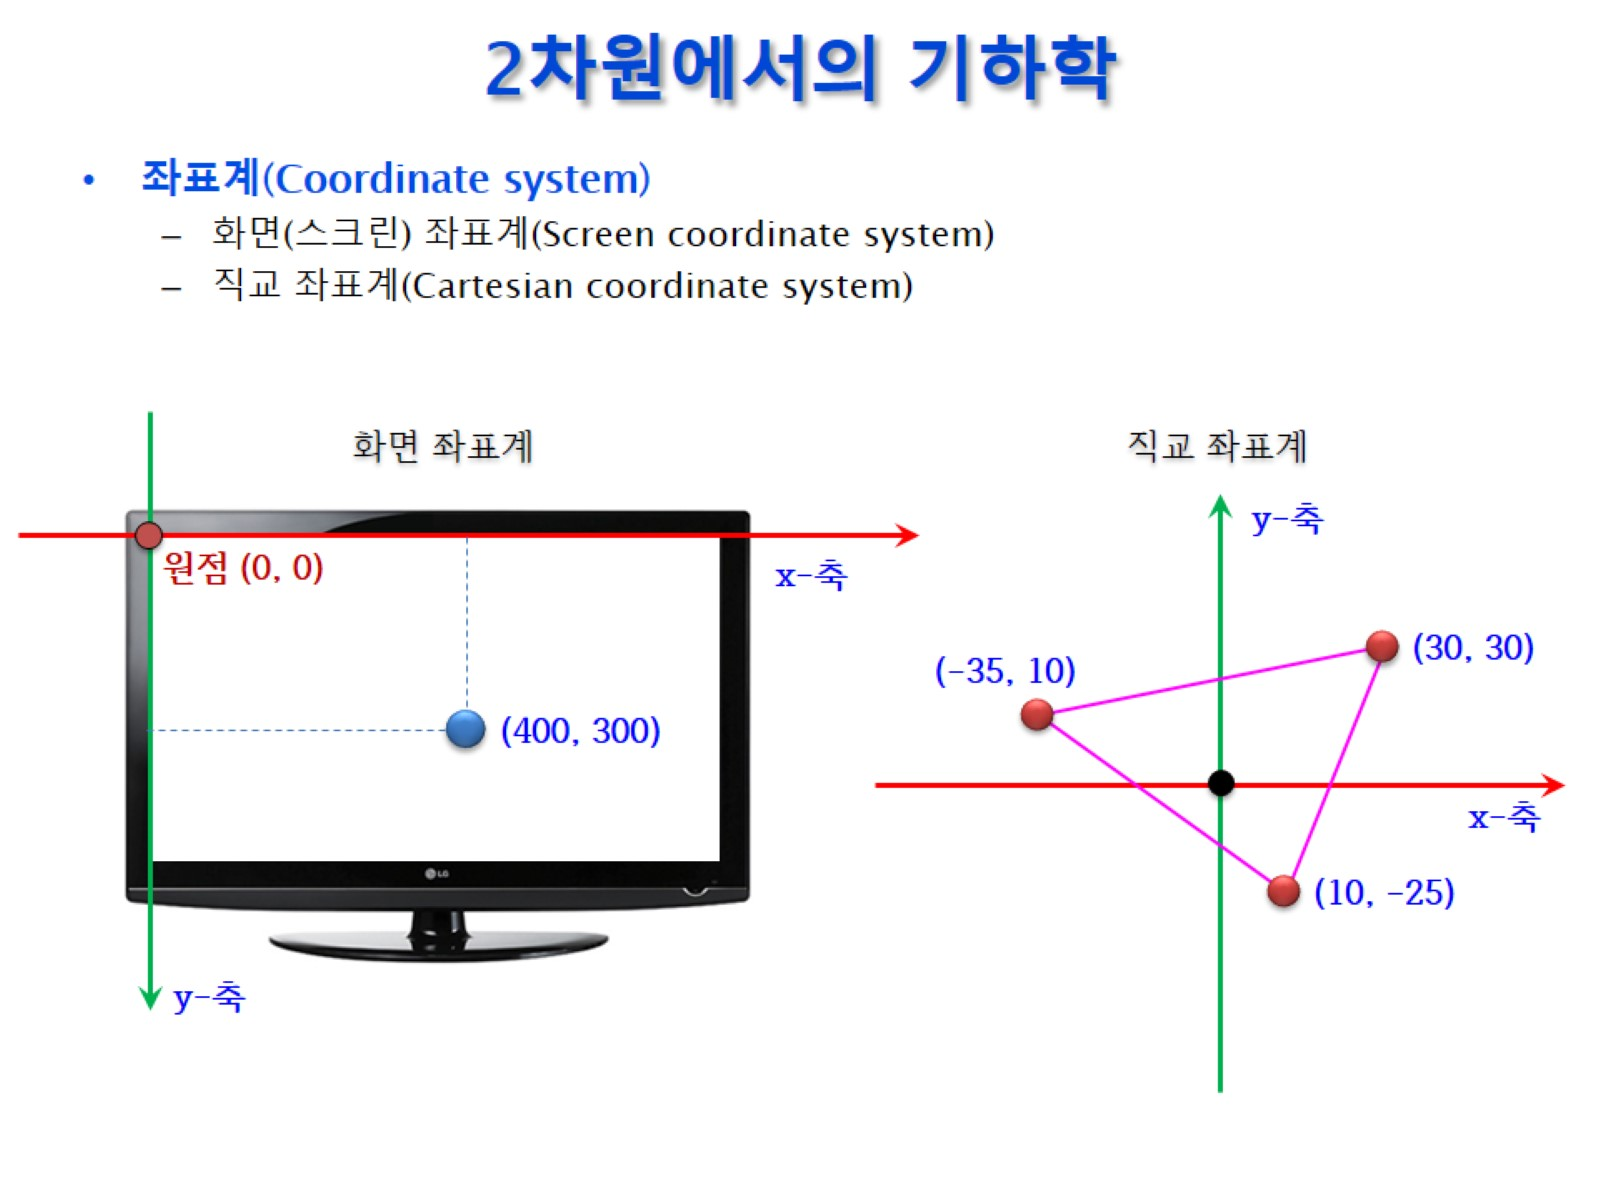 2차원에서의 기하학
• 좌표계(Coordinate system)
– 화면(스크린) 좌표계(Screen coordinate system)
– 직교 좌표계(Cartesian coordinate system)
화면 좌표계
원점 (0, 0)
x-축
(400, 300)
LG
y-축
직교 좌표계
y-축
(30, 30)
(-35, 10)
x-축
(10, -25)